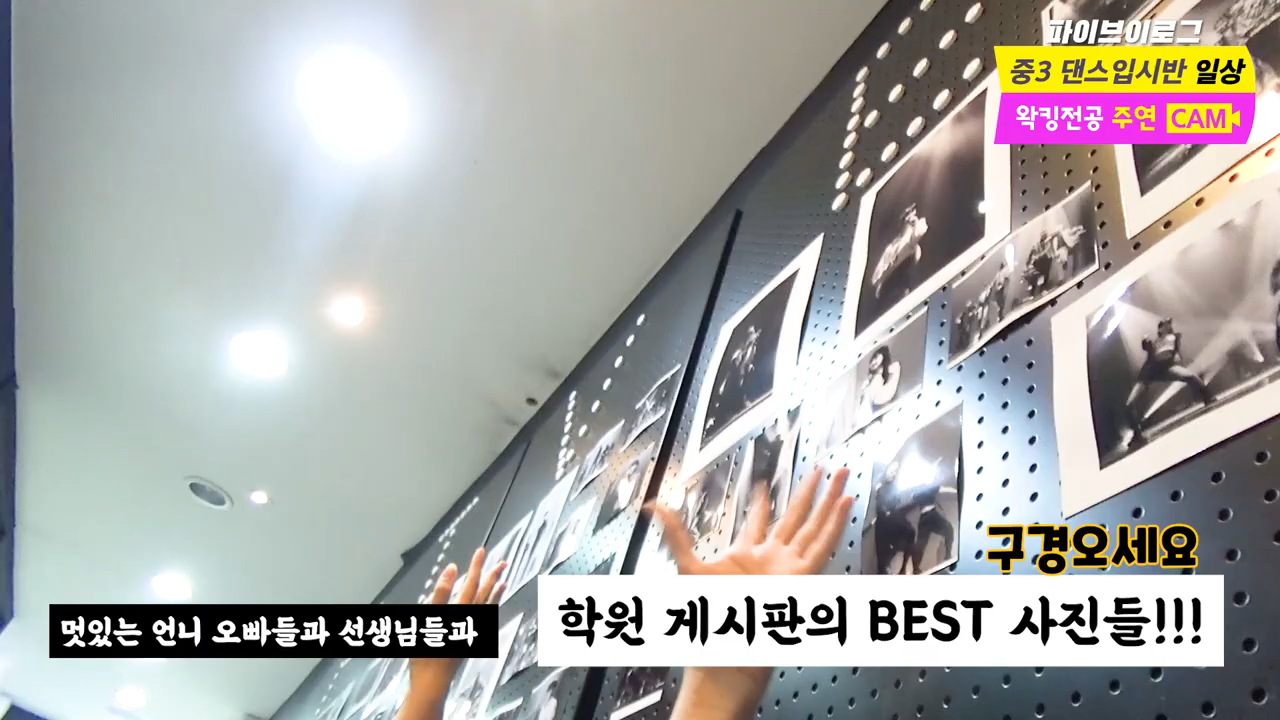 파이브이로그
중3 댄스입시반 일상
왁킹전공 주연 CAM
구경오세요
멋있는 언니 오빠들과 선생님들과
학원 게시판의 BEST 사진들!!!